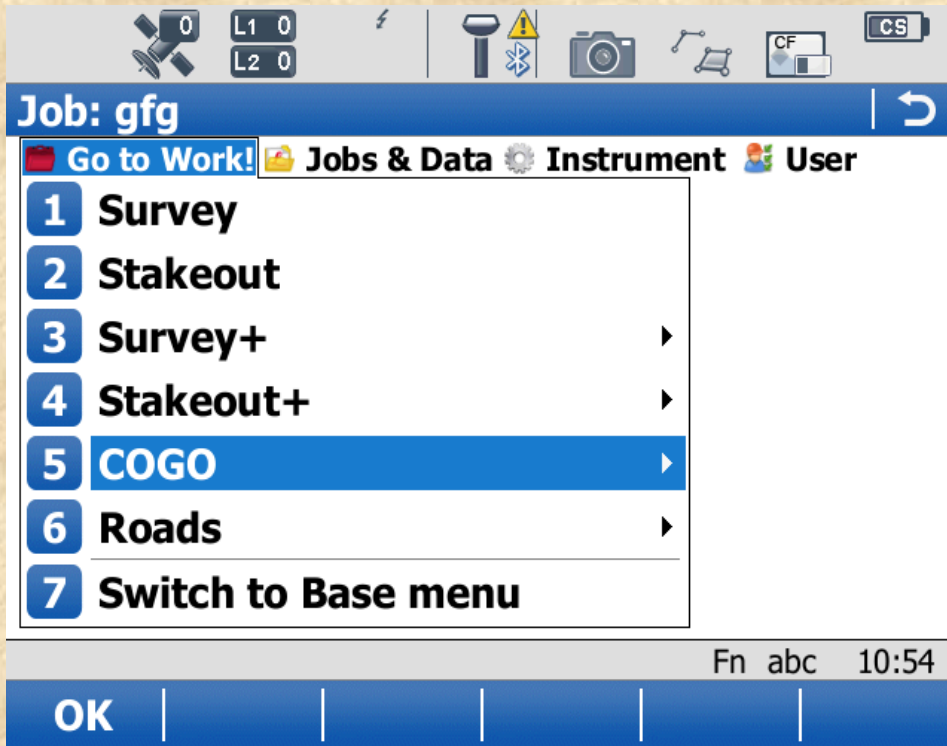 0 L1 0 CS
L2 0 CF
Job: gfg
Go to Work! Jobs & Data Instrument User
1 Survey
2 Stakeout
3 Survey+
4 Stakeout+
5 COGO
6 Roads
7 Switch to Base menu
Fn abc 10:54
OK